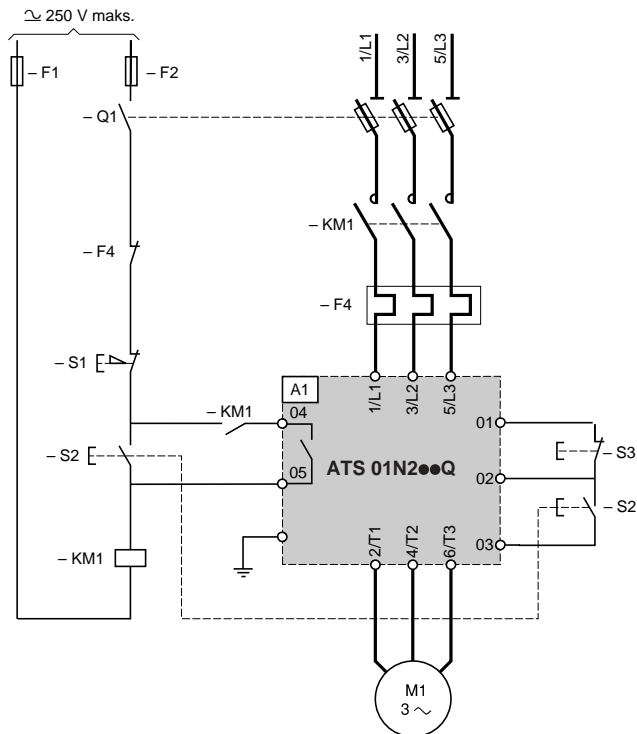 ≃ 250 V maks.
– F1
– F2
1/L1
3/L2
5/L3
– Q1
– KM1
– F4
– F4
– S1
A1
1/L1
3/L2
5/L3
– KM1
04
01
– S3
– S2
05
ATS 01N2●●Q
02
– S2
– KM1
2/T1
4/T2
6/T3
03
M1
3 ∼